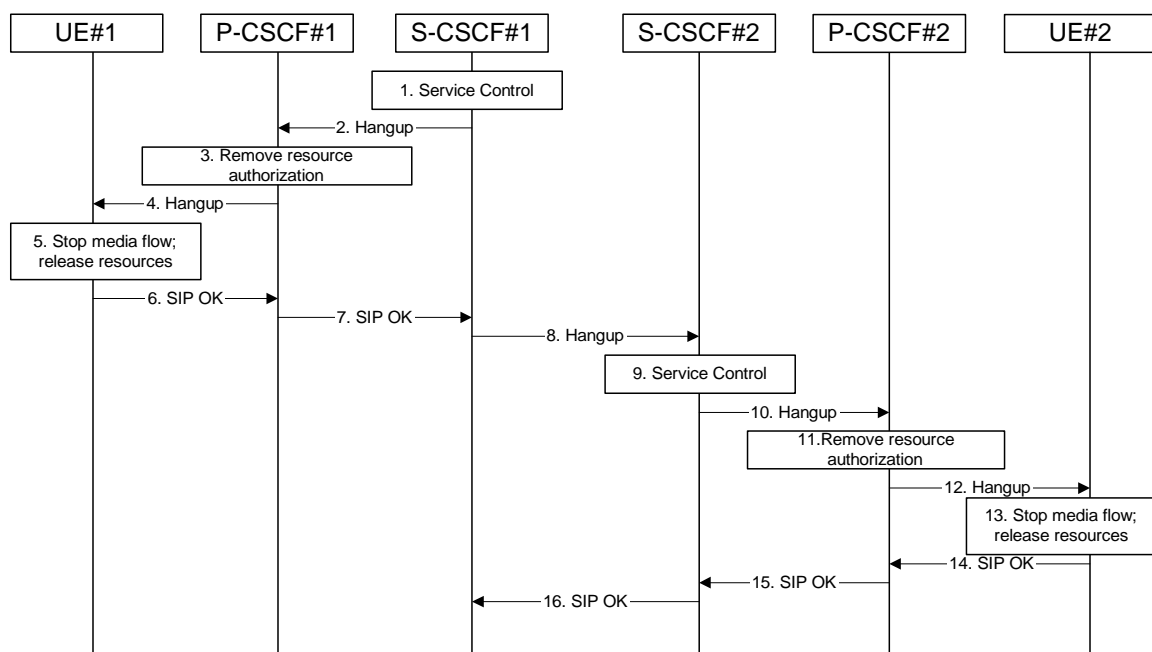 UE#1
P-CSCF#1
S-CSCF#1
S-CSCF#2
P-CSCF#2
UE#2
1. Service Control
2. Hangup
3. Remove resource
authorization
4. Hangup
5. Stop media flow;
release resources
6. SIP OK
7. SIP OK
8. Hangup
9. Service Control
10. Hangup
11.Remove resource
authorization
12. Hangup
13. Stop media flow;
release resources
14. SIP OK
15. SIP OK
16. SIP OK